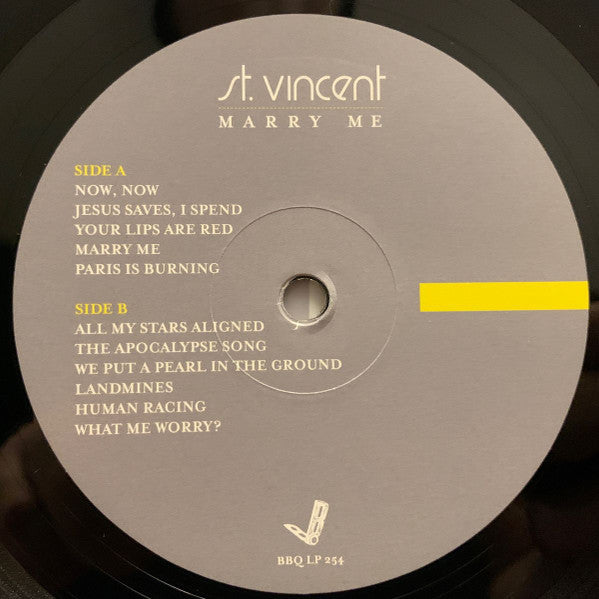 st. vincent
MARRY ME
SIDE A
NOW, NOW
JESUS SAVES, I SPEND
YOUR LIPS ARE RED
MARRY ME
PARIS IS BURNING
SIDE B
ALL MY STARS ALIGNED
THE APOCALYPSE SONG
WE PUT A PEARL IN THE GROUND
LANDMINES
HUMAN RACING
WHAT ME WORRY?
BBQ LP 254